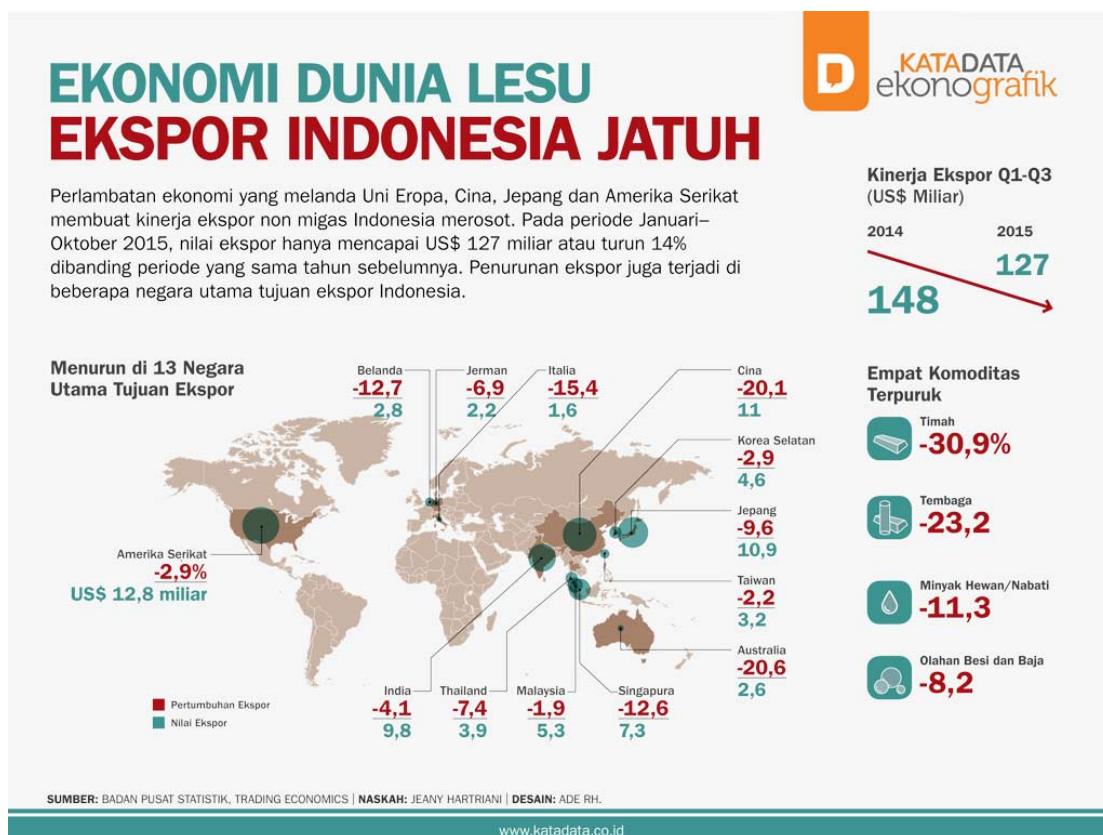 EKONOMI DUNIA LESU
EKSPOR INDONESIA JATUH
D
KATADATA
ekonografik
Perlambatan ekonomi yang melanda Uni Eropa, Cina, Jepang dan Amerika Serikat
membuat kinerja ekspor non migas Indonesia merosot. Pada periode Januari–
Oktober 2015, nilai ekspor hanya mencapai US$ 127 miliar atau turun 14%
dibanding periode yang sama tahun sebelumnya. Penurunan ekspor juga terjadi di
beberapa negara utama tujuan ekspor Indonesia.
Kinerja Ekspor Q1-Q3
(US$ Miliar)
2014
2015
148
127
Menurun di 13 Negara
Utama Tujuan Ekspor
Belanda
-12,7
2,8
Jerman
-6,9
2,2
Italia
-15,4
1,6
Cina
-20,1
11
Korea Selatan
-2,9
4,6
Jepang
-9,6
10,9
Taiwan
-2,2
3,2
Australia
-20,6
2,6
Amerika Serikat
-2,9%
US$ 12,8 miliar
India
-4,1
9,8
Thailand
-7,4
3,9
Malaysia
-1,9
5,3
Singapura
-12,6
7,3
Pertumbuhan Ekspor
Nilai Ekspor
Empat Komoditas
Terpuruk
Timah
-30,9%
Tembaga
-23,2
Minyak Hewan/Nabati
-11,3
Olahan Besi dan Baja
-8,2
SUMBER: BADAN PUSAT STATISTIK, TRADING ECONOMICS | NASKAH: JEANY HARTRIANI | DESAIN: ADE RH.
www.katadata.co.id